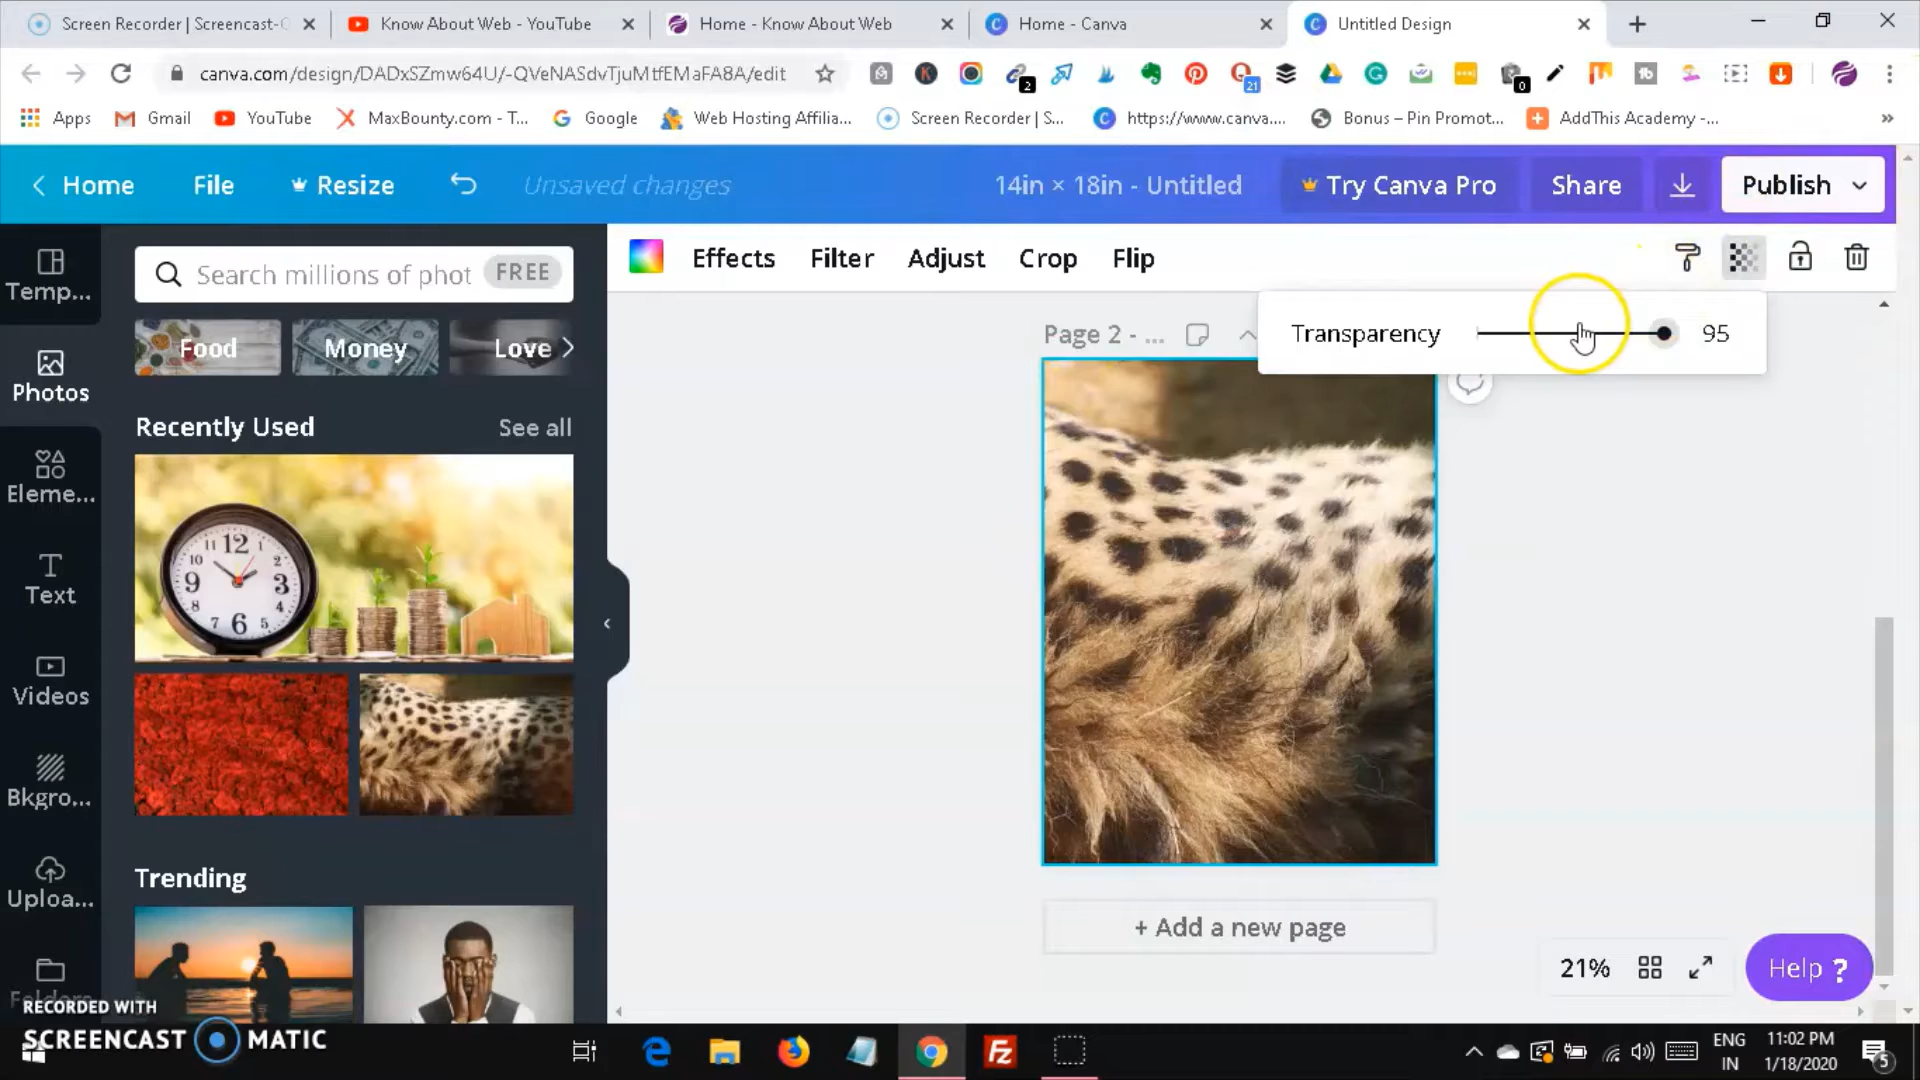 Screen Recorder | Screencast-O
Know About Web - YouTube
Home - Know About Web
Home - Canva
Untitled Design
canva.com/design/DADxSZmw64U/-QVeNASdvTjuMtfEMaFA8A/edit
2
21
0
Apps
Gmail
YouTube
MaxBounty.com - T...
Google
Web Hosting Affilia...
Screen Recorder | S...
https://www.canva....
Bonus – Pin Promot...
AddThis Academy -...
Home
File
Resize
Unsaved changes
14in × 18in - Untitled
Try Canva Pro
Share
Publish
Effects
Filter
Adjust
Crop
Flip
Transparency
95
Temp...
Photos
Eleme...
Text
Videos
Bkgro...
Uploa...
Search millions of phot
FREE
Food
Money
Love
Recently Used
See all
Trending
Page 2 - ...
+ Add a new page
21%
Help ?
RECORDED WITH
SCREENCAST MATIC
ENG
IN
11:02 PM
1/18/2020
5